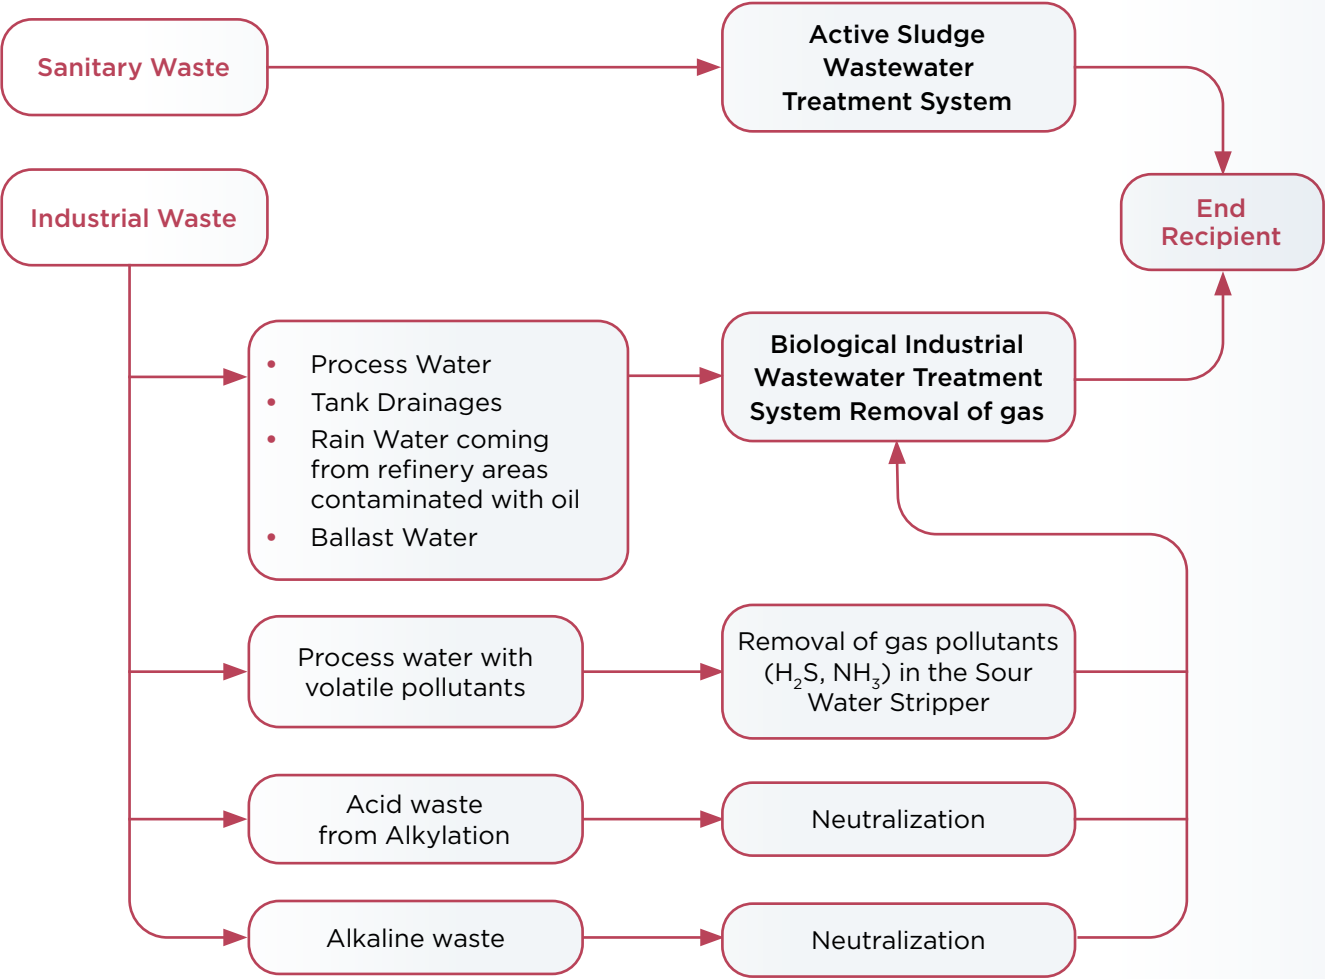 Sanitary Waste
Active Sludge
Wastewater
Treatment System
Industrial Waste
End
Recipient
• Process Water
• Tank Drainages
• Rain Water coming
from refinery areas
contaminated with oil
• Ballast Water
Biological Industrial
Wastewater Treatment
System Removal of gas
Process water with
volatile pollutants
Removal of gas pollutants
(H₂S, NH₃) in the Sour
Water Stripper
Acid waste
from Alkylation
Neutralization
Alkaline waste
Neutralization